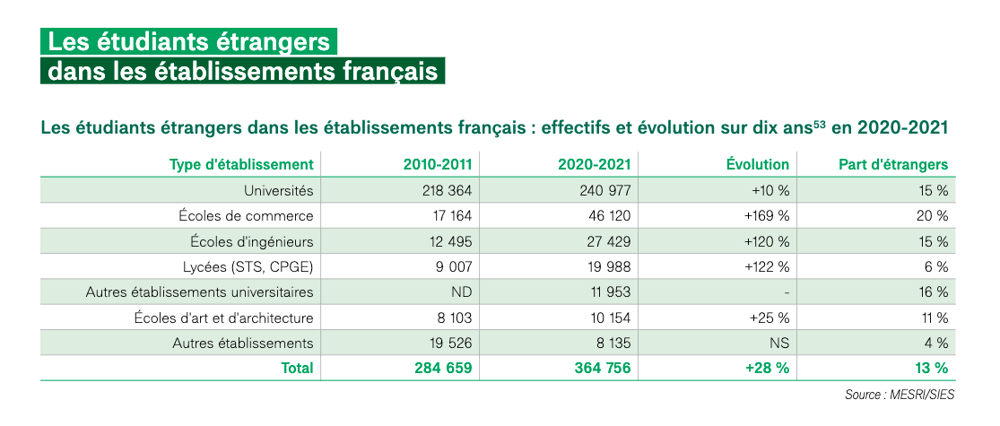 Les étudiants étrangers
dans les établissements français
Les étudiants étrangers dans les établissements français : effectifs et évolution sur dix ans⁵³ en 2020-2021
Type d'établissement 2010-2011 2020-2021 Évolution Part d'étrangers
Universités 218 364 240 977 +10 % 15 %
Écoles de commerce 17 164 46 120 +169 % 20 %
Écoles d'ingénieurs 12 495 27 429 +120 % 15 %
Lycées (STS, CPGE) 9 007 19 988 +122 % 6 %
Autres établissements universitaires ND 11 953 - 16 %
Écoles d'art et d'architecture 8 103 10 154 +25 % 11 %
Autres établissements 19 526 8 135 NS 4 %
Total 284 659 364 756 +28 % 13 %
Source : MESRI/SIES